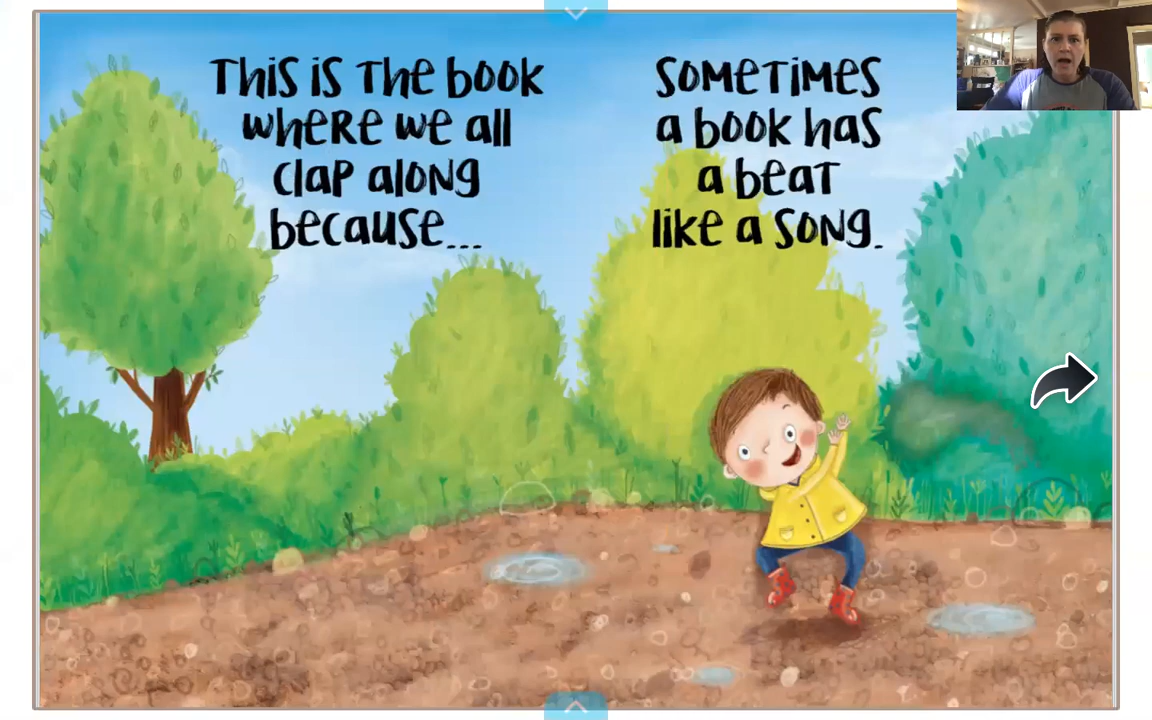 This is the book
where we all
clap along
because...
Sometimes
a book has
a beat
like a song.